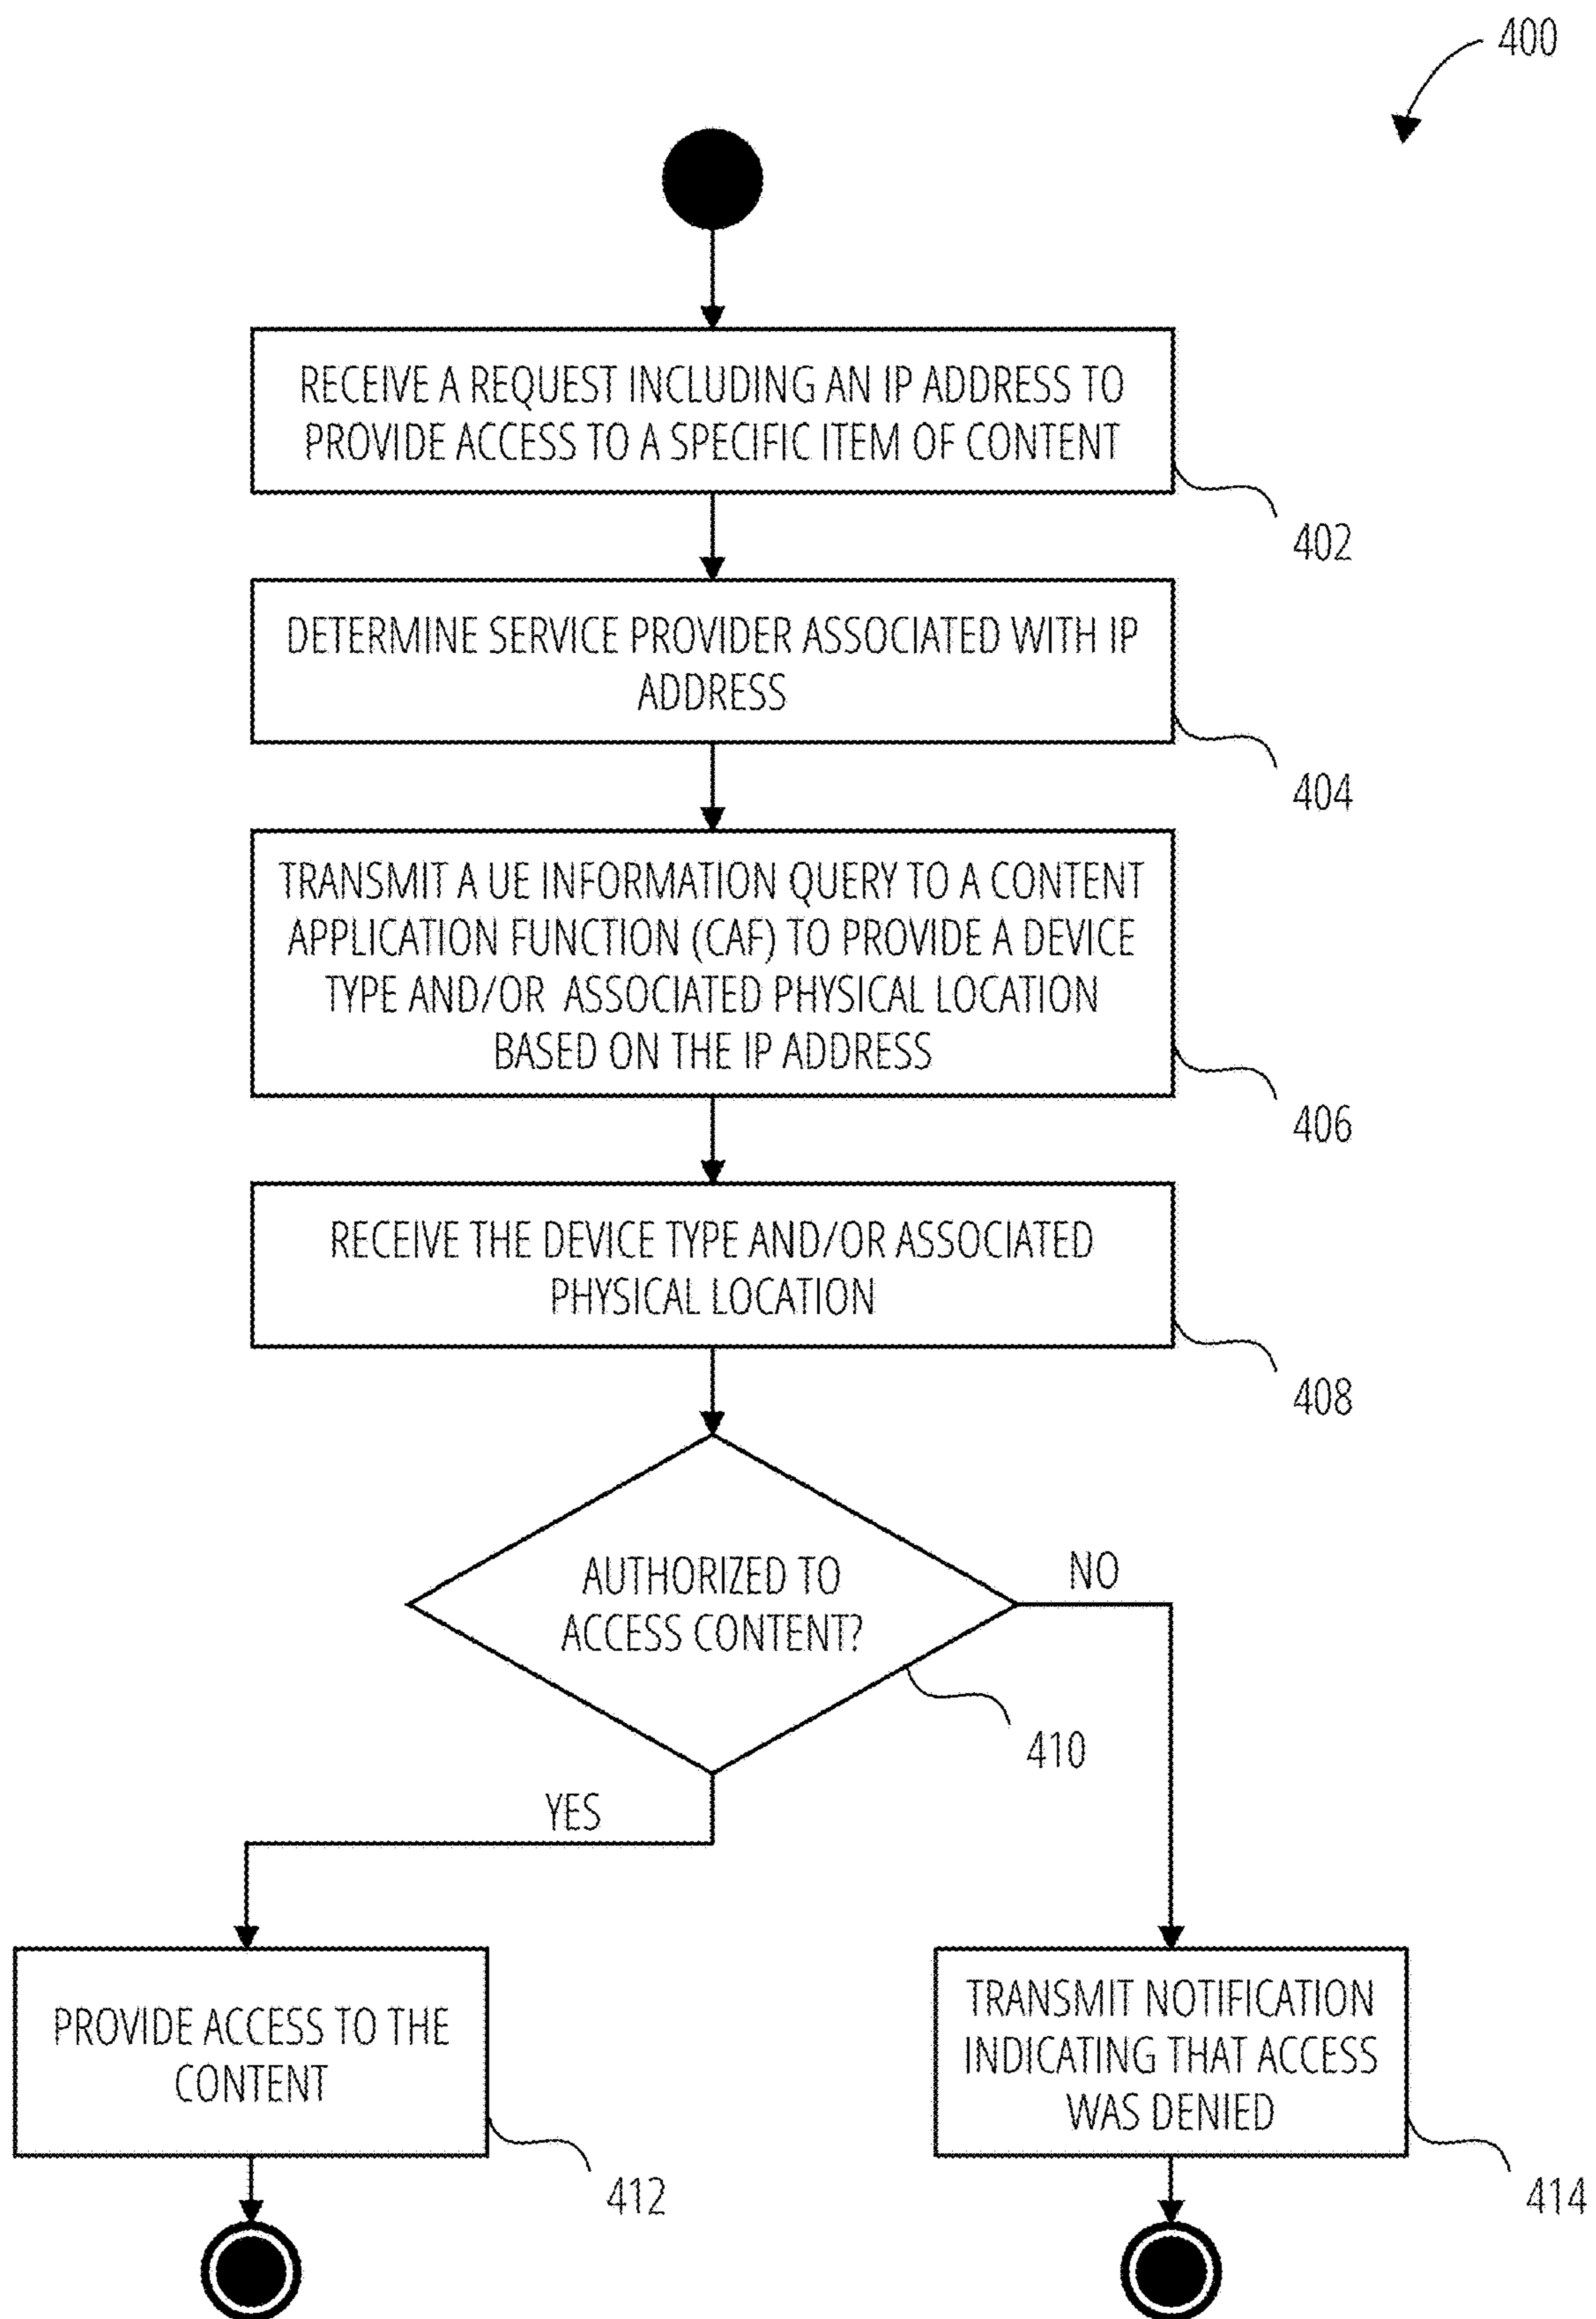 400
RECEIVE A REQUEST INCLUDING AN IP ADDRESS TO
PROVIDE ACCESS TO A SPECIFIC ITEM OF CONTENT
402
DETERMINE SERVICE PROVIDER ASSOCIATED WITH IP
ADDRESS
404
TRANSMIT A UE INFORMATION QUERY TO A CONTENT
APPLICATION FUNCTION (CAF) TO PROVIDE A DEVICE
TYPE AND/OR ASSOCIATED PHYSICAL LOCATION
BASED ON THE IP ADDRESS
406
RECEIVE THE DEVICE TYPE AND/OR ASSOCIATED
PHYSICAL LOCATION
408
AUTHORIZED TO
ACCESS CONTENT?
NO
410
YES
PROVIDE ACCESS TO THE
CONTENT
412
TRANSMIT NOTIFICATION
INDICATING THAT ACCESS
WAS DENIED
414